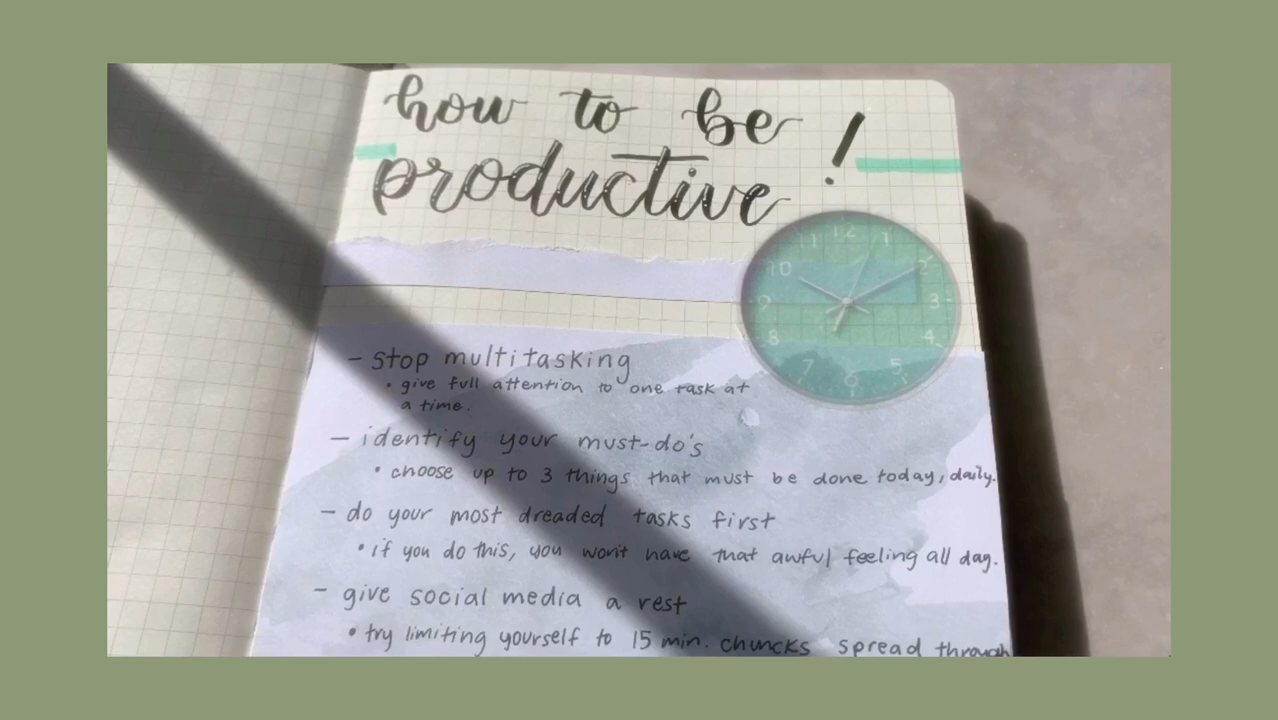 how to be
productive!
12
11 1
10 2
9 3
8 4
7 5
6
- stop multitasking
• give full attention to one task at
a time.
- identify your must-do's
• choose up to 3 things that must be done today, daily.
- do your most dreaded tasks first
• if you do this, you won't have that awful feeling all day.
- give social media a rest
• try limiting yourself to 15 min. chuncks spread through